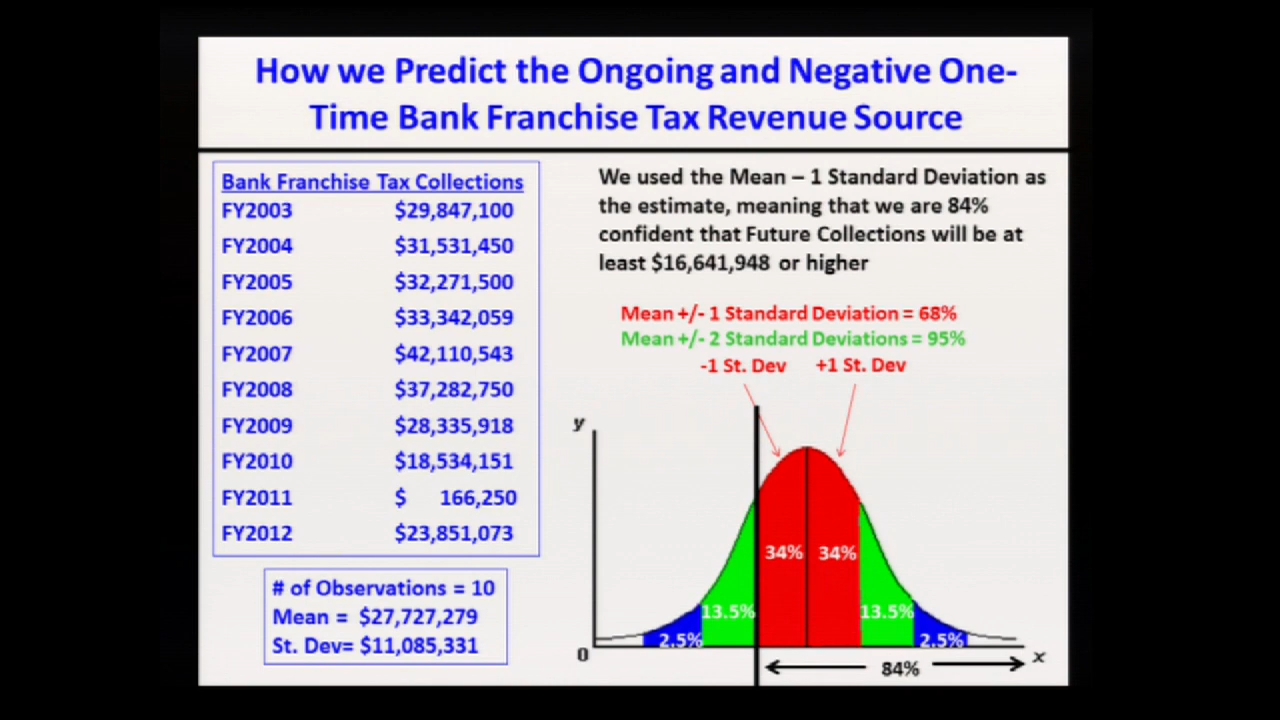 How we Predict the Ongoing and Negative One-
Time Bank Franchise Tax Revenue Source
Bank Franchise Tax Collections
FY2003 $29,847,100
FY2004 $31,531,450
FY2005 $32,271,500
FY2006 $33,342,059
FY2007 $42,110,543
FY2008 $37,282,750
FY2009 $28,335,918
FY2010 $18,534,151
FY2011 $ 166,250
FY2012 $23,851,073
# of Observations = 10
Mean = $27,727,279
St. Dev= $11,085,331
We used the Mean – 1 Standard Deviation as
the estimate, meaning that we are 84%
confident that Future Collections will be at
least $16,641,948 or higher
Mean +/- 1 Standard Deviation = 68%
Mean +/- 2 Standard Deviations = 95%
-1 St. Dev +1 St. Dev
y
34% 34%
13.5% 13.5%
2.5% 2.5%
0 x
84%